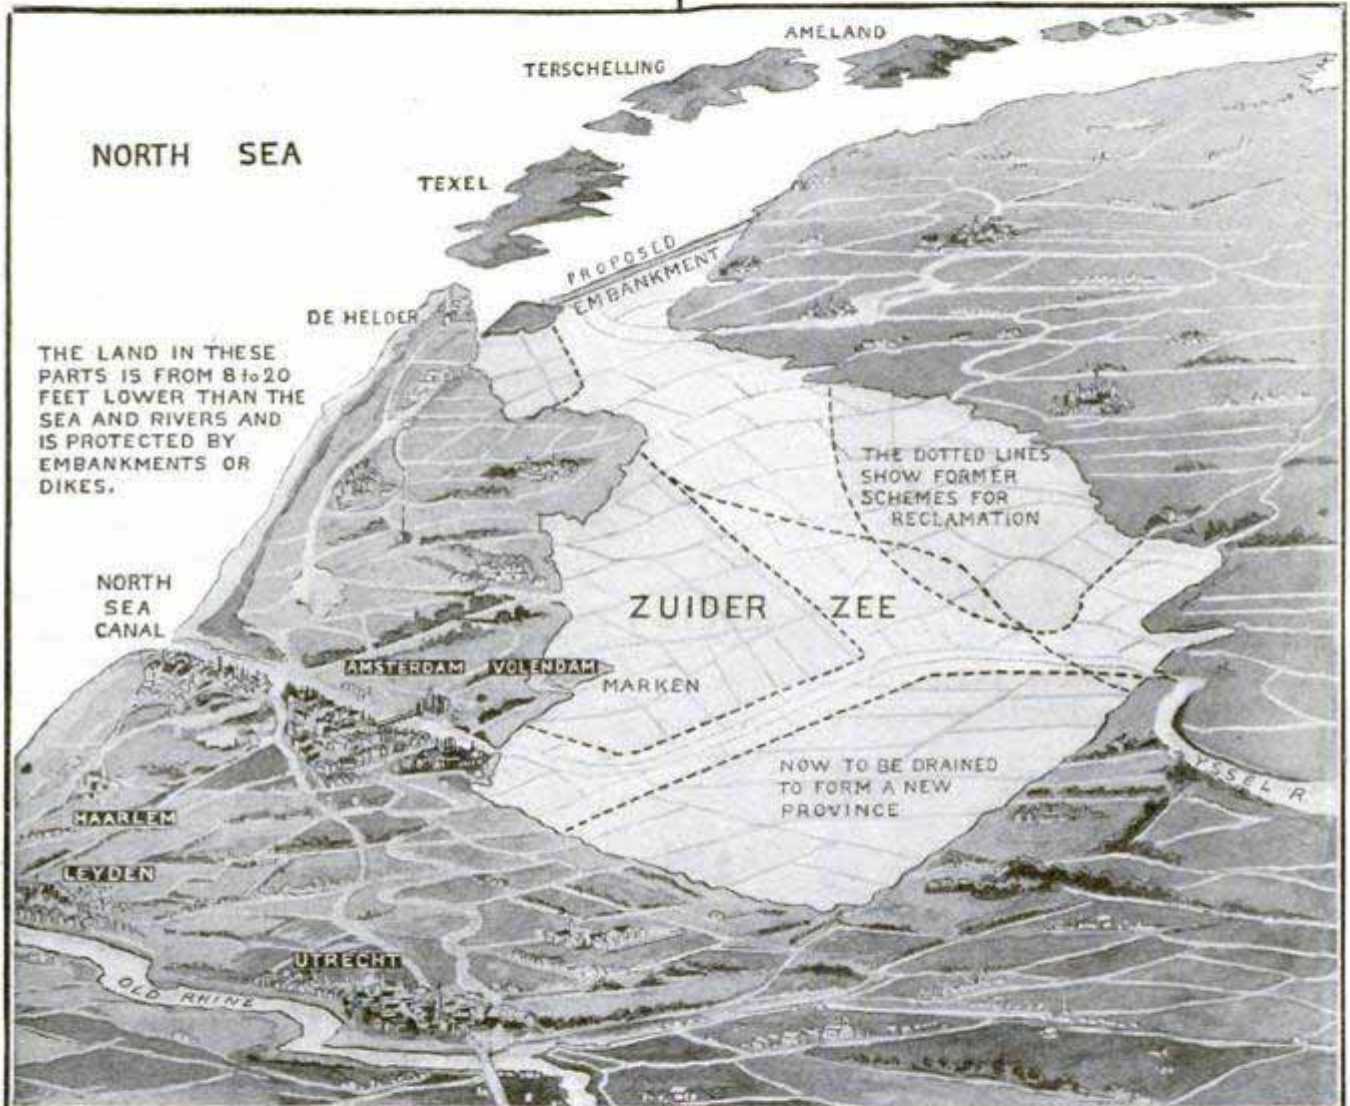 AMELAND
TERSCHELLING
NORTH SEA
TEXEL
PROPOSED
EMBANKMENT
DE HELDER
THE LAND IN THESE
PARTS IS FROM 8 to 20
FEET LOWER THAN THE
SEA AND RIVERS AND
IS PROTECTED BY
EMBANKMENTS OR
DIKES.
THE DOTTED LINES
SHOW FORMER
SCHEMES FOR
RECLAMATION
NORTH
SEA
CANAL
ZUIDER ZEE
AMSTERDAM
VOLENDAM
MARKEN
NOW TO BE DRAINED
TO FORM A NEW
PROVINCE
YSSEL R.
HAARLEM
LEYDEN
UTRECHT
OLD RHINE